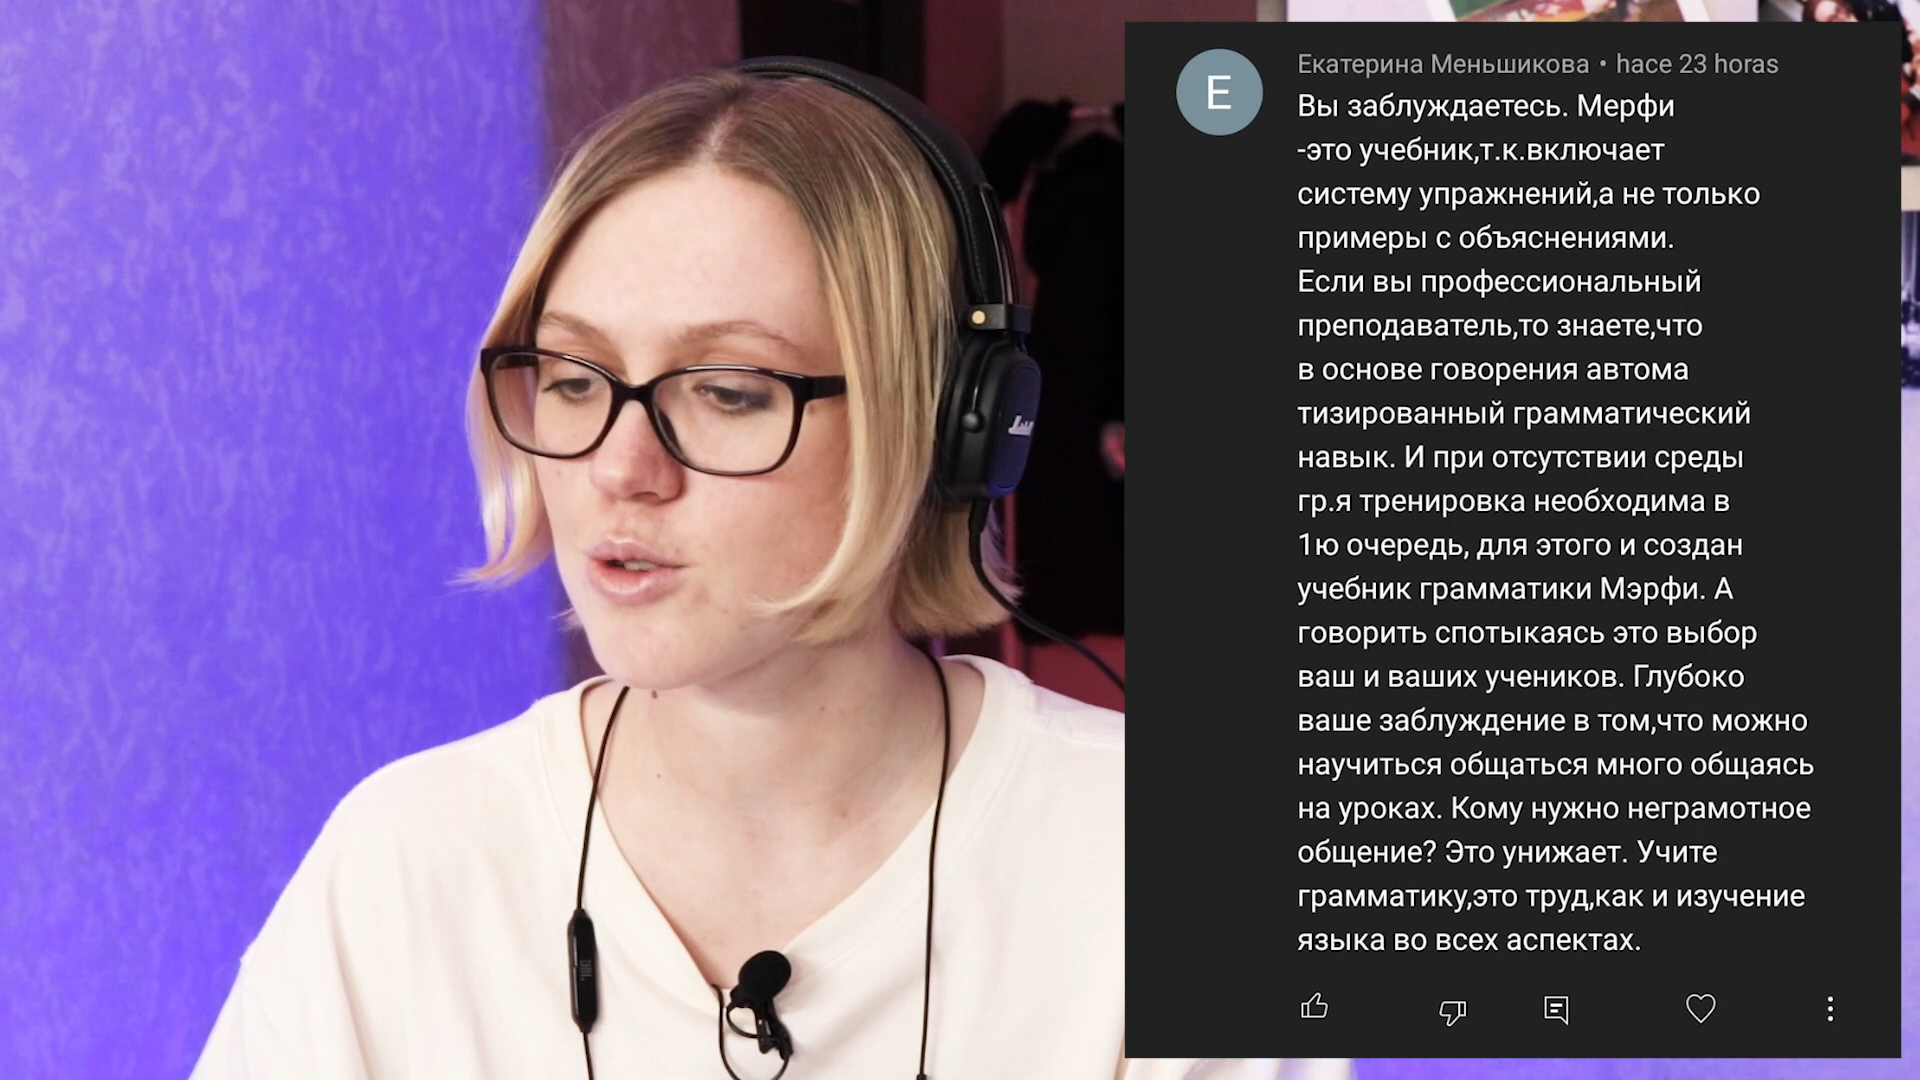 E
Екатерина Меньшикова • hace 23 horas
Вы заблуждаетесь. Мерфи
-это учебник,т.к.включает
систему упражнений,а не только
примеры с объяснениями.
Если вы профессиональный
преподаватель,то знаете,что
в основе говорения автома
тизированный грамматический
навык. И при отсутствии среды
гр.я тренировка необходима в
1ю очередь, для этого и создан
учебник грамматики Мэрфи. А
говорить спотыкаясь это выбор
ваш и ваших учеников. Глубоко
ваше заблуждение в том,что можно
научиться общаться много общаясь
на уроках. Кому нужно неграмотное
общение? Это унижает. Учите
грамматику,это труд,как и изучение
языка во всех аспектах.
JBL